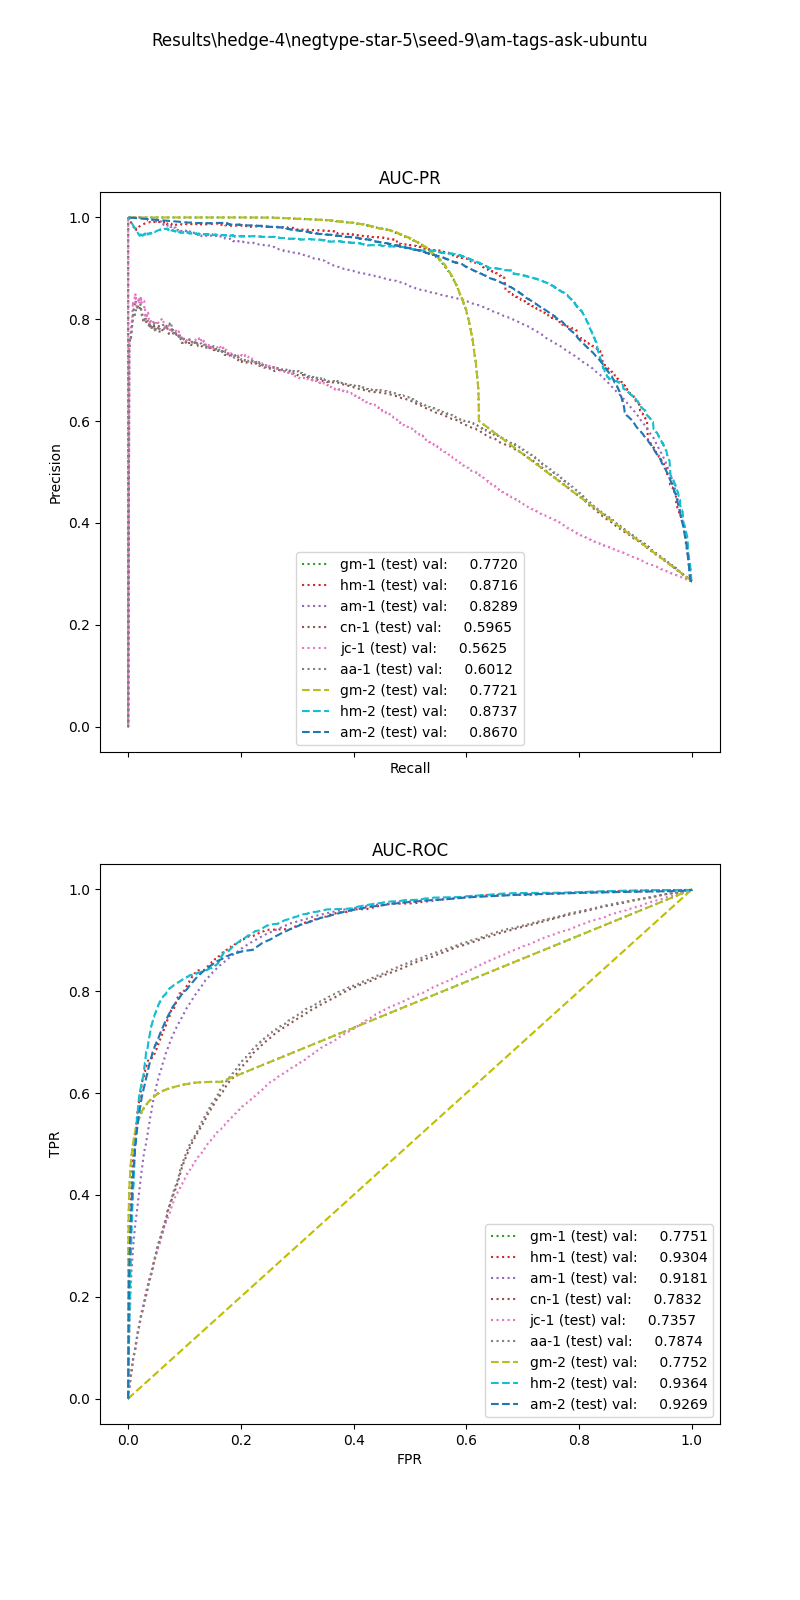 Results\hedge-4\negtype-star-5\seed-9\am-tags-ask-ubuntu
AUC-PR
1.0
0.8
0.6
0.4
0.2
0.0
Precision
gm-1 (test) val: 0.7720
hm-1 (test) val: 0.8716
am-1 (test) val: 0.8289
cn-1 (test) val: 0.5965
jc-1 (test) val: 0.5625
aa-1 (test) val: 0.6012
gm-2 (test) val: 0.7721
hm-2 (test) val: 0.8737
am-2 (test) val: 0.8670
Recall
AUC-ROC
1.0
0.8
0.6
0.4
0.2
0.0
TPR
gm-1 (test) val: 0.7751
hm-1 (test) val: 0.9304
am-1 (test) val: 0.9181
cn-1 (test) val: 0.7832
jc-1 (test) val: 0.7357
aa-1 (test) val: 0.7874
gm-2 (test) val: 0.7752
hm-2 (test) val: 0.9364
am-2 (test) val: 0.9269
0.0 0.2 0.4 0.6 0.8 1.0
FPR